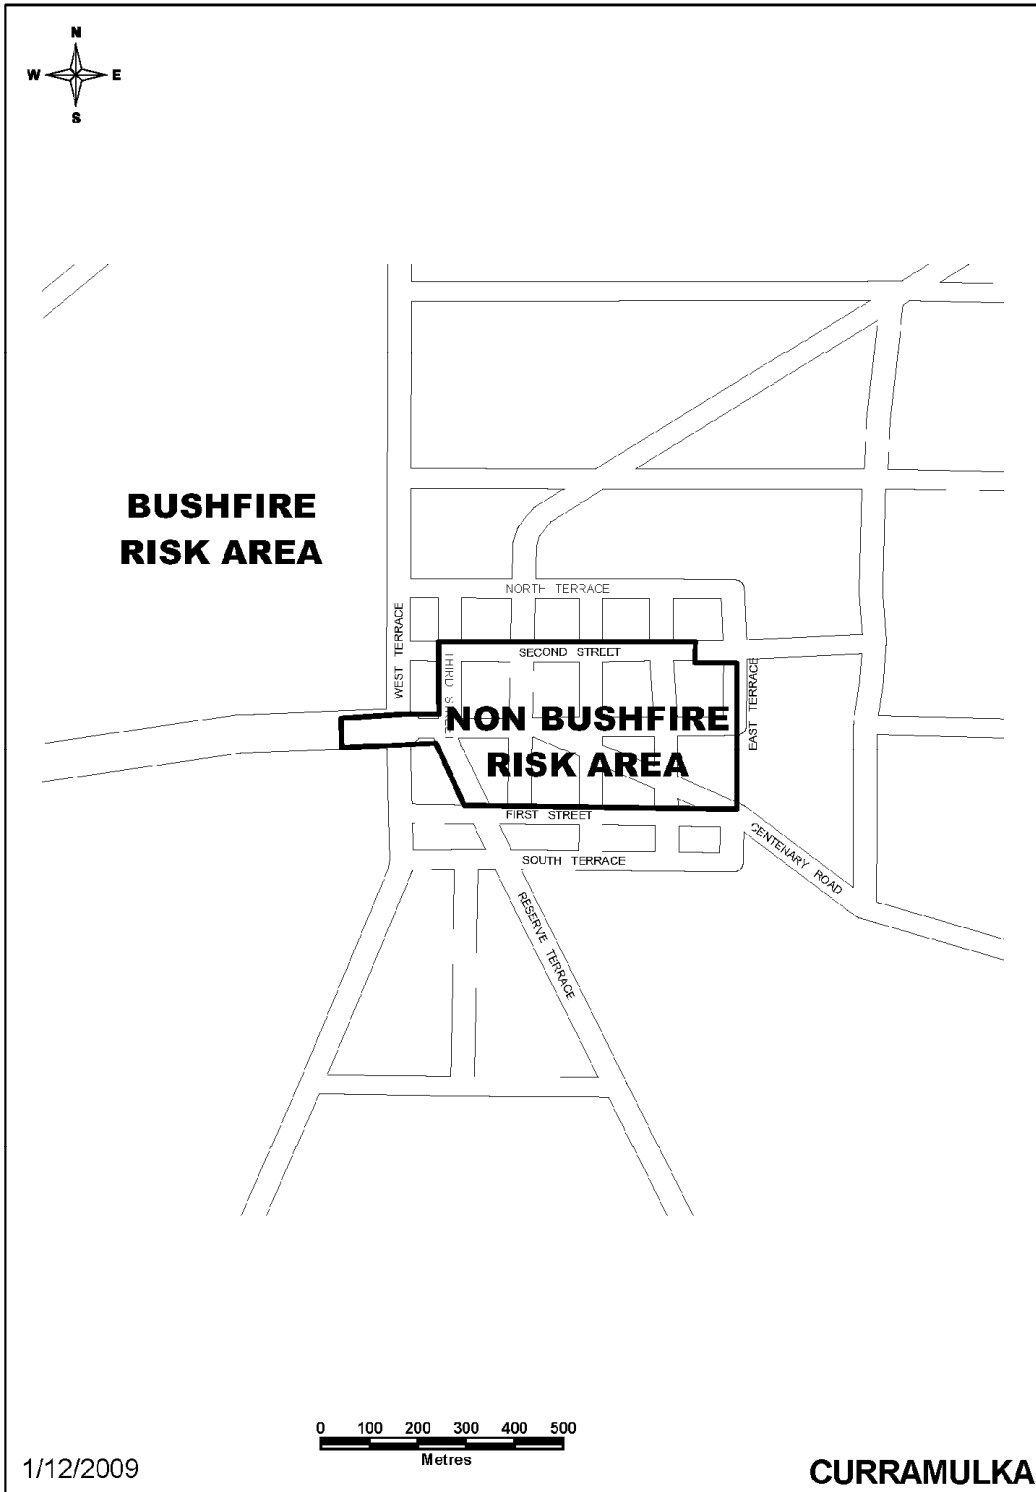 N
W E
S
BUSHFIRE
RISK AREA
NORTH TERRACE
WEST TERRACE
SECOND STREET
THIRD STREET
EAST TERRACE
NON BUSHFIRE
RISK AREA
FIRST STREET
CENTENARY ROAD
SOUTH TERRACE
RESERVE TERRACE
0 100 200 300 400 500
Metres
1/12/2009
CURRAMULKA